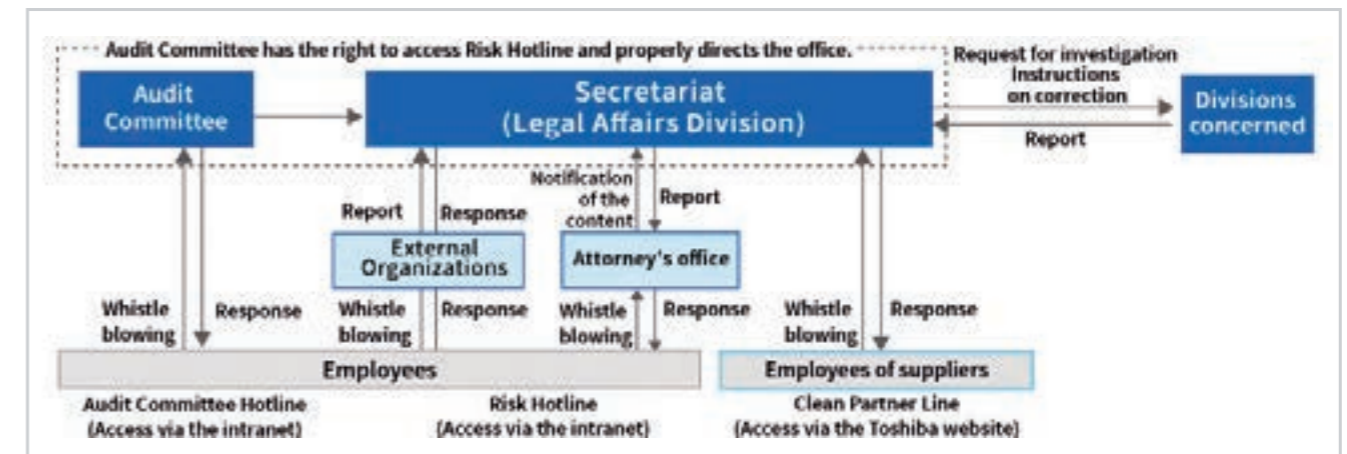 Audit Committee has the right to access Risk Hotline and properly directs the office.
Request for investigation
Instructions
on correction
Audit
Committee
Secretariat
(Legal Affairs Division)
Divisions
concerned
Report
Notification
of the
content
Report
Report
Response
External
Organizations
Attorney's office
Whistle
blowing
Response
Whistle
blowing
Response
Whistle
blowing
Response
Whistle
blowing
Response
Employees
Employees of suppliers
Audit Committee Hotline
(Access via the intranet)
Risk Hotline
(Access via the intranet)
Clean Partner Line
(Access via the Toshiba website)